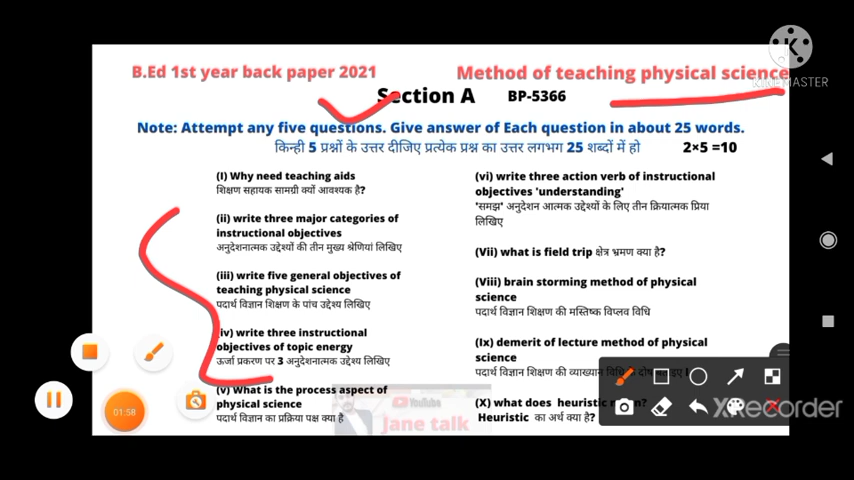 B.Ed 1st year back paper 2021
Method of teaching physical science
KINEMASTER
Section A BP-5366
Note: Attempt any five questions. Give answer of Each question in about 25 words.
किन्ही 5 प्रश्नों के उत्तर दीजिए प्रत्येक प्रश्न का उत्तर लगभग 25 शब्दों में हो 2×5 =10
(I) Why need teaching aids
शिक्षण सहायक सामग्री क्यों आवश्यक है?
(ii) write three major categories of
instructional objectives
अनुदेशनात्मक उद्देश्यों की तीन मुख्य श्रेणियां लिखिए
(iii) write five general objectives of
teaching physical science
पदार्थ विज्ञान शिक्षण के पांच उद्देश्य लिखिए
iv) write three instructional
objectives of topic energy
ऊर्जा प्रकरण पर 3 अनुदेशनात्मक उद्देश्य लिखिए
(v) What is the process aspect of
physical science
पदार्थ विज्ञान का प्रक्रिया पक्ष क्या है
(vi) write three action verb of instructional
objectives 'understanding'
'समझ' अनुदेशन आत्मक उद्देश्यों के लिए तीन क्रियात्मक प्रिया
लिखिए
(Vii) what is field trip क्षेत्र भ्रमण क्या है?
(Viii) brain storming method of physical
science
पदार्थ विज्ञान शिक्षण की मस्तिष्क विप्लव विधि
(Ix) demerit of lecture method of physical
science
पदार्थ विज्ञान शिक्षण की व्याख्यान
(X) what does heuristic
Heuristic का अर्थ क्या है?
01:58
YouTube
Jane talk
XRecorder